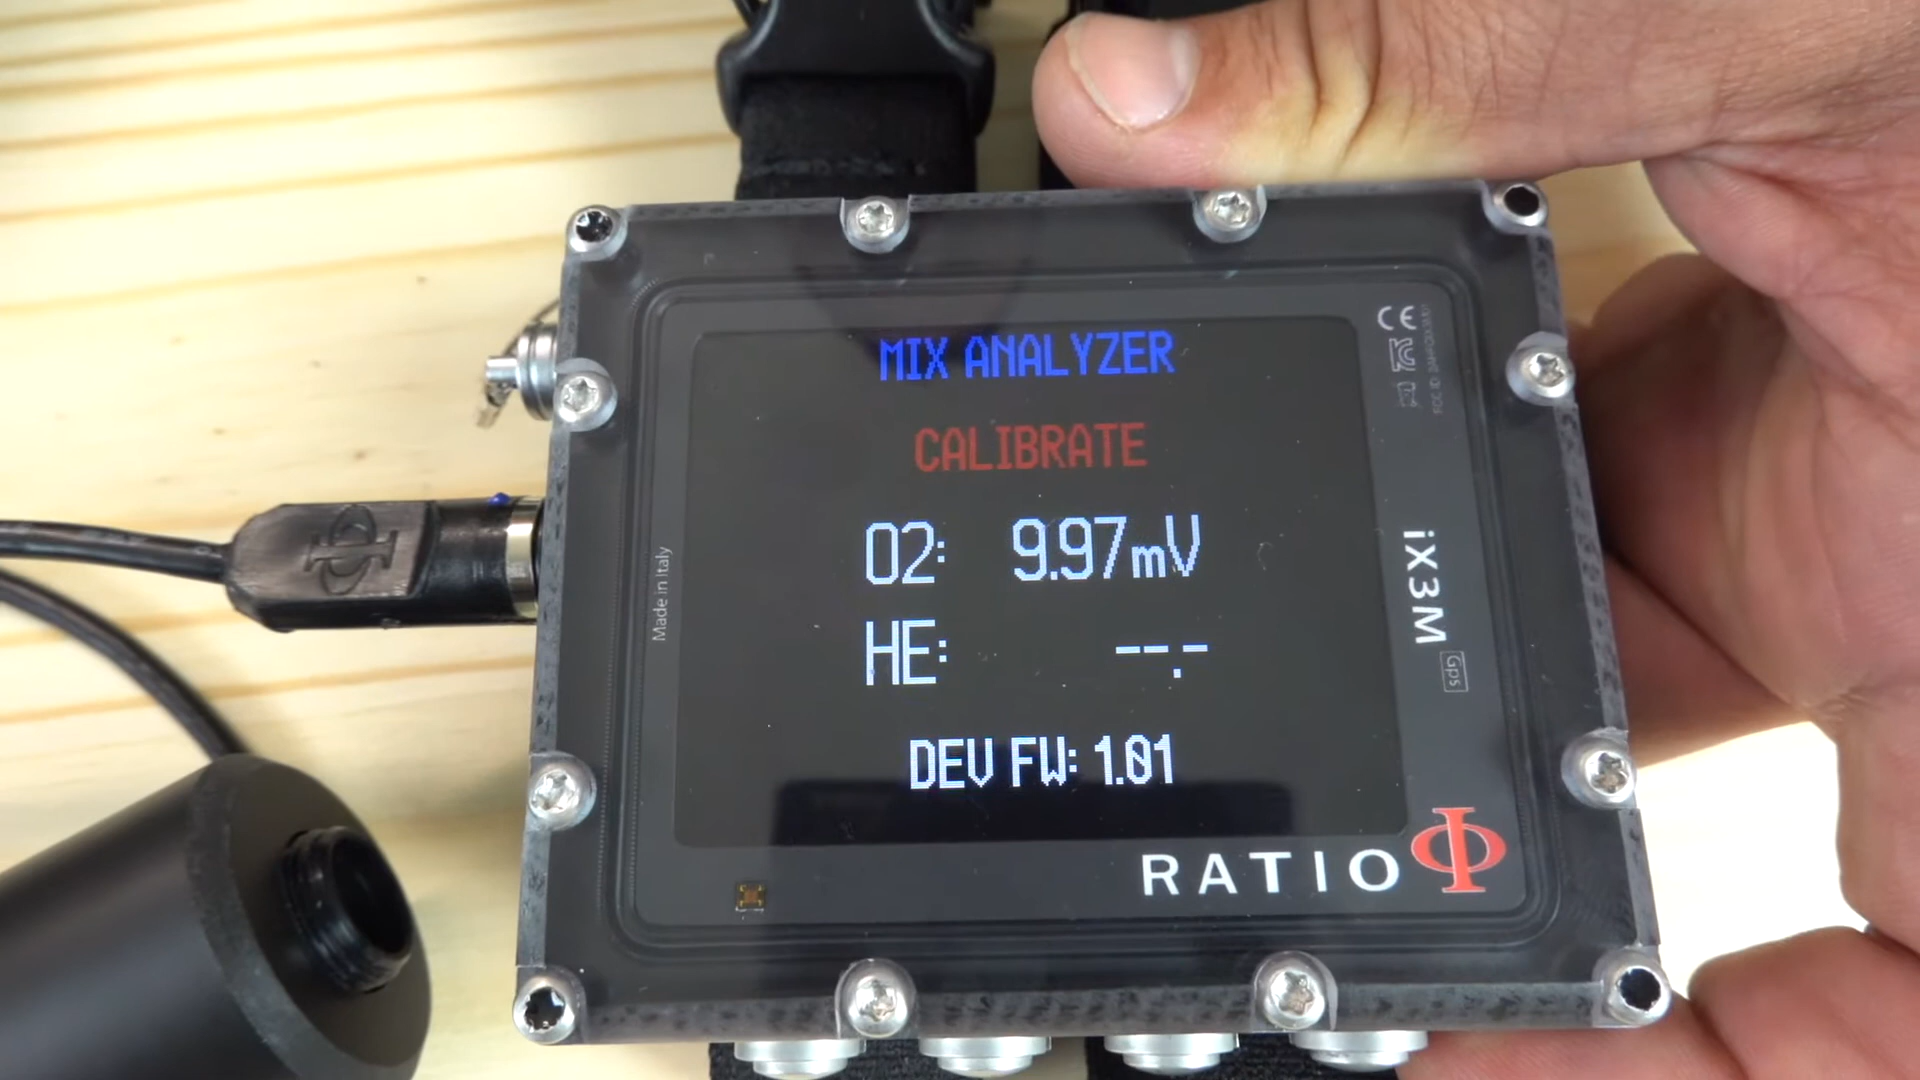 MIX ANALYZER
CALIBRATE
O2: 9.97mV
HE: --.-
DEV FW: 1.01
Made in Italy
CE
iX3M
Gps
RATIO